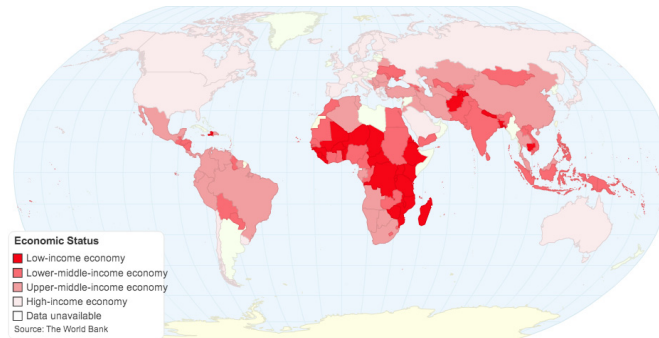 Economic Status
Low-income economy
Lower-middle-income economy
Upper-middle-income economy
High-income economy
Data unavailable
Source: The World Bank